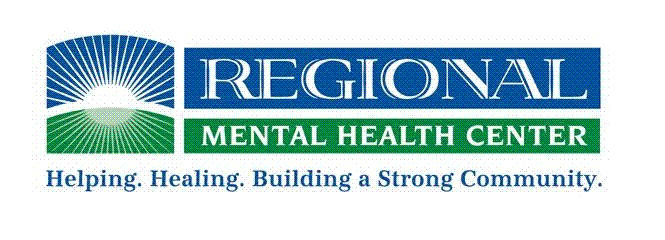 REGIONAL
MENTAL HEALTH CENTER
Helping. Healing. Building a Strong Community.